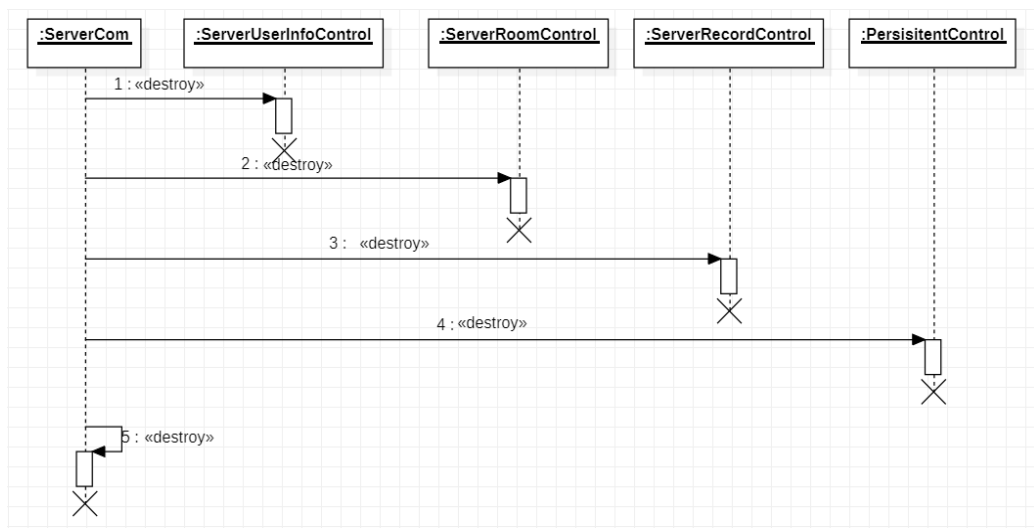 :ServerCom
:ServerUserInfoControl
:ServerRoomControl
:ServerRecordControl
:PersisitentControl
1 : «destroy»
2 : «destroy»
3 : «destroy»
4 : «destroy»
5 : «destroy»